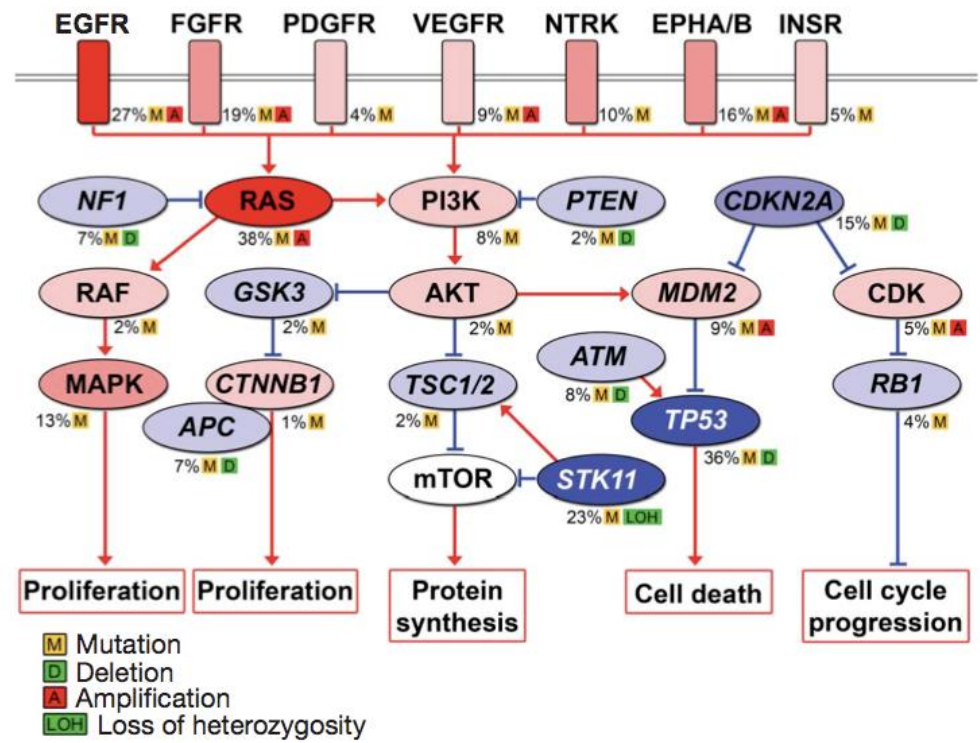 EGFR FGFR PDGFR VEGFR NTRK EPHA/B INSR
27% M A 19% M A 4% M 9% M A 10% M 16% M A 5% M
NF1 RAS PI3K PTEN CDKN2A
7% M D 38% M A 8% M 2% M D 15% M D
RAF GSK3 AKT MDM2 CDK
2% M 2% M 2% M 9% M A 5% M A
ATM
8% M D
MAPK CTNNB1 TSC1/2 RB1
13% M 1% M 2% M 4% M
APC TP53
7% M D 36% M D
mTOR STK11
23% M LOH
Proliferation Proliferation Protein synthesis Cell death Cell cycle progression
M Mutation
D Deletion
A Amplification
LOH Loss of heterozygosity